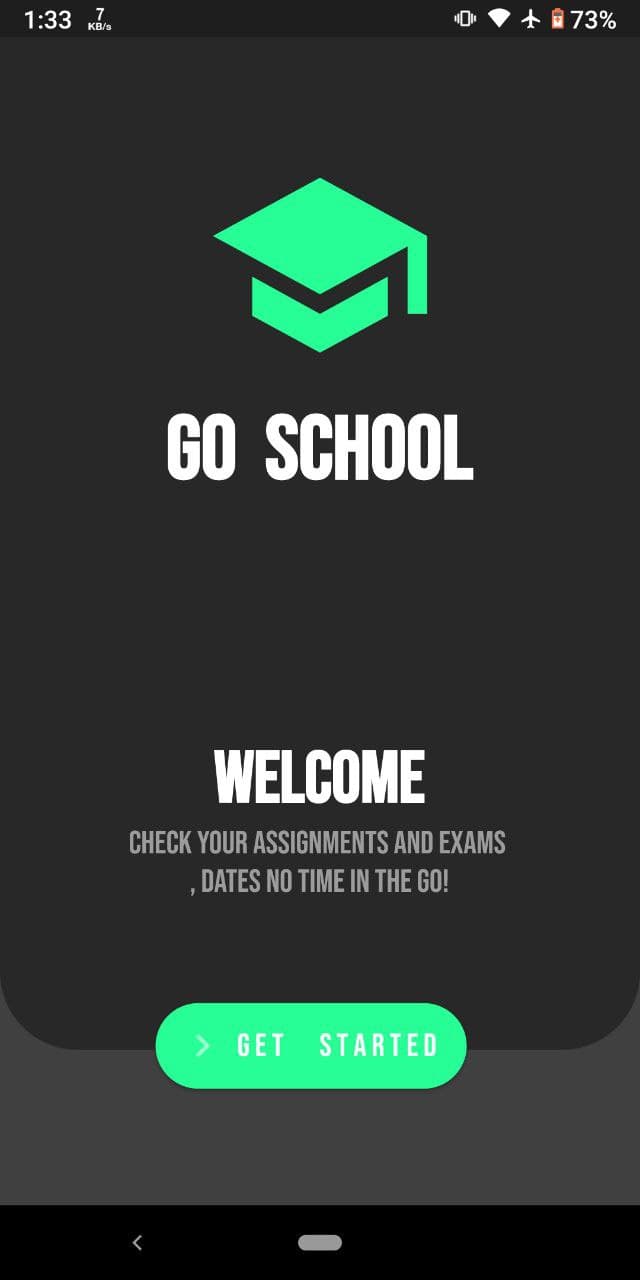 1:33 7 KB/s 73%
GO SCHOOL
WELCOME
CHECK YOUR ASSIGNMENTS AND EXAMS
, DATES NO TIME IN THE GO!
GET STARTED